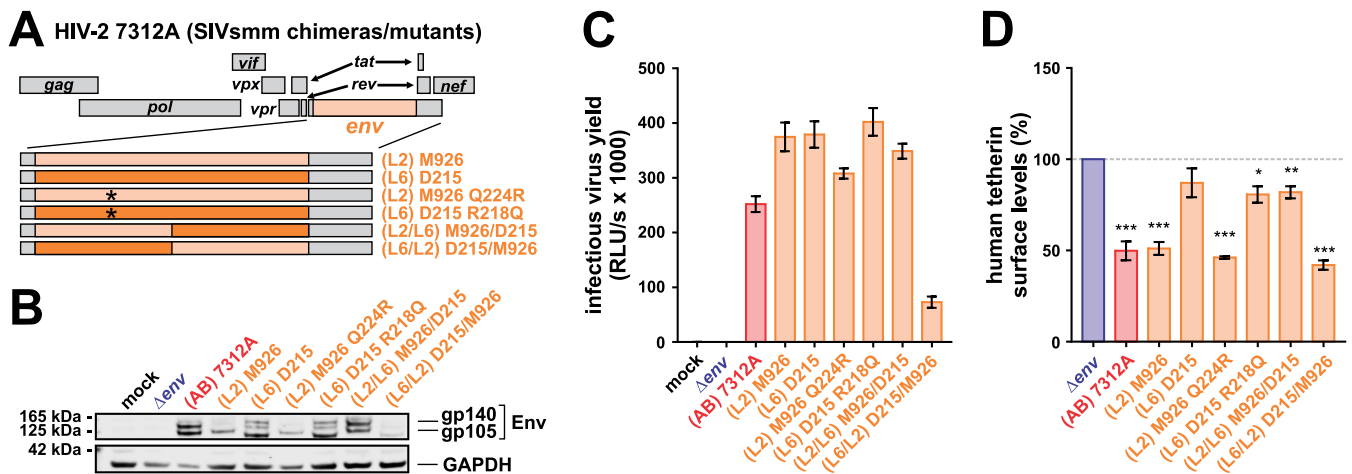 A HIV-2 7312A (SIVsmm chimeras/mutants)
vif tat
gag vpx rev nef
pol vpr
env
(L2) M926
(L6) D215
* (L2) M926 Q224R
* (L6) D215 R218Q
(L2/L6) M926/D215
(L6/L2) D215/M926
B
mock
Δenv
(AB) 7312A
(L2) M926
(L6) D215
(L2) M926 Q224R
(L6) D215 R218Q
(L2/L6) M926/D215
(L6/L2) D215/M926
165 kDa -
125 kDa -
42 kDa -
gp140
gp105
Env
GAPDH
C
infectious virus yield
(RLU/s x 1000)
500
400
300
200
100
0
mock
Δenv
(AB) 7312A
(L2) M926
(L6) D215
(L2) M926 Q224R
(L6) D215 R218Q
(L2/L6) M926/D215
(L6/L2) D215/M926
D
human tetherin
surface levels (%)
150
100
50
0
*** *** *** * ** ***
Δenv
(AB) 7312A
(L2) M926
(L6) D215
(L2) M926 Q224R
(L6) D215 R218Q
(L2/L6) M926/D215
(L6/L2) D215/M926